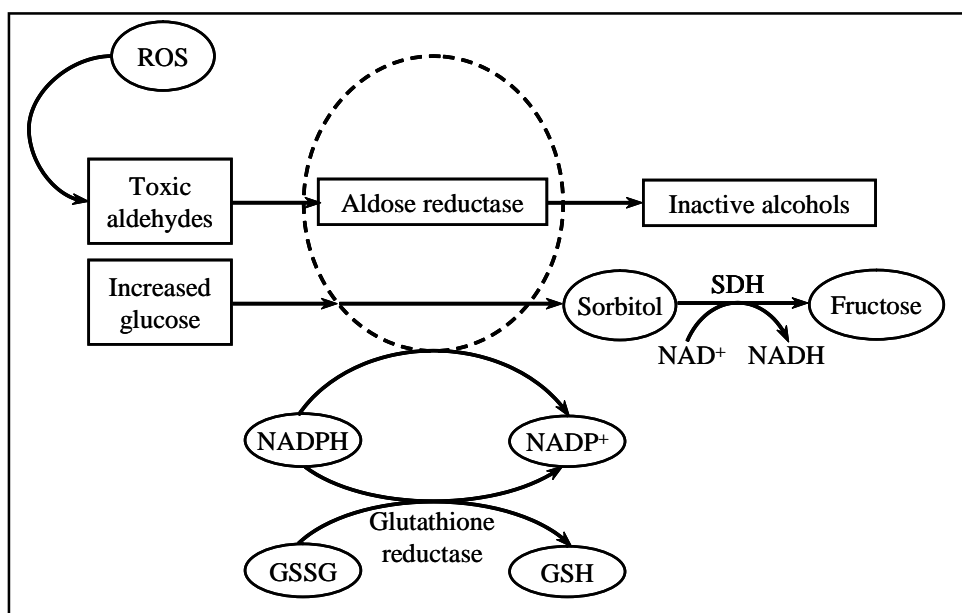 ROS
Toxic
aldehydes
Aldose reductase
Inactive alcohols
Increased
glucose
Sorbitol
SDH
Fructose
NAD⁺
NADH
NADPH
NADP⁺
Glutathione
reductase
GSSG
GSH